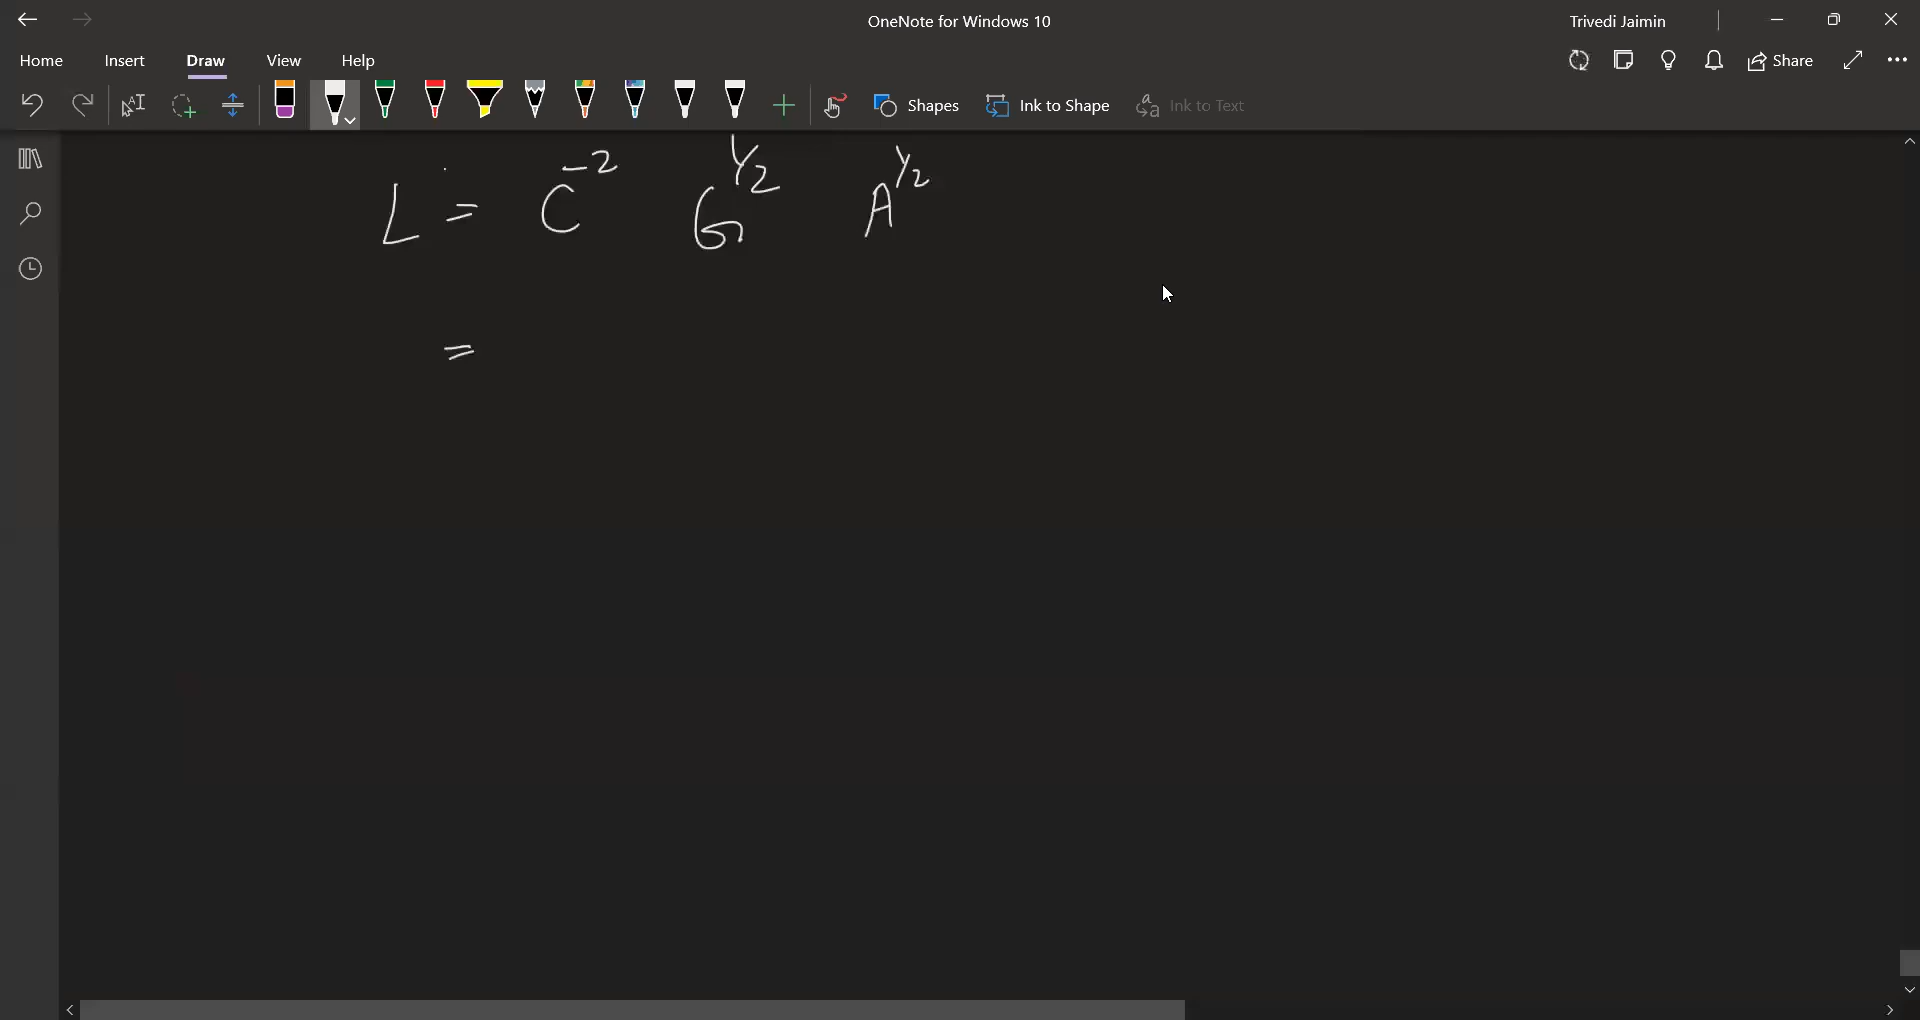 OneNote for Windows 10
Trivedi Jaimin
Home Insert Draw View Help
Share
Shapes Ink to Shape Ink to Text
L = C⁻² G^1/2 A^1/2
=